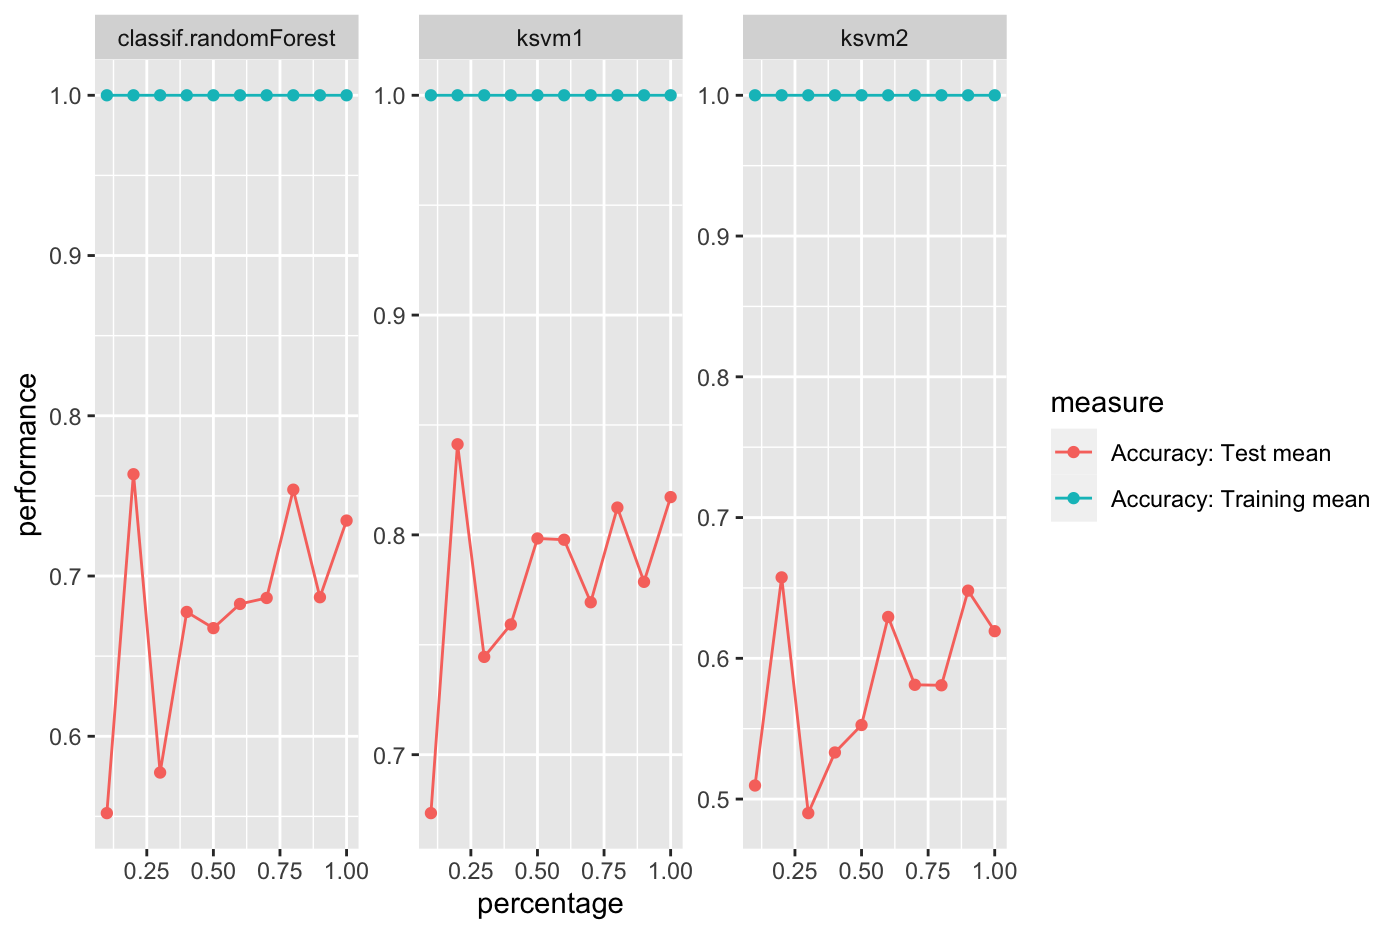 classif.randomForest
ksvm1
ksvm2
performance
1.0
0.9
0.8
0.7
0.6
1.0
0.9
0.8
0.7
1.0
0.9
0.8
0.7
0.6
0.5
0.25 0.50 0.75 1.00
0.25 0.50 0.75 1.00
0.25 0.50 0.75 1.00
percentage
measure
Accuracy: Test mean
Accuracy: Training mean